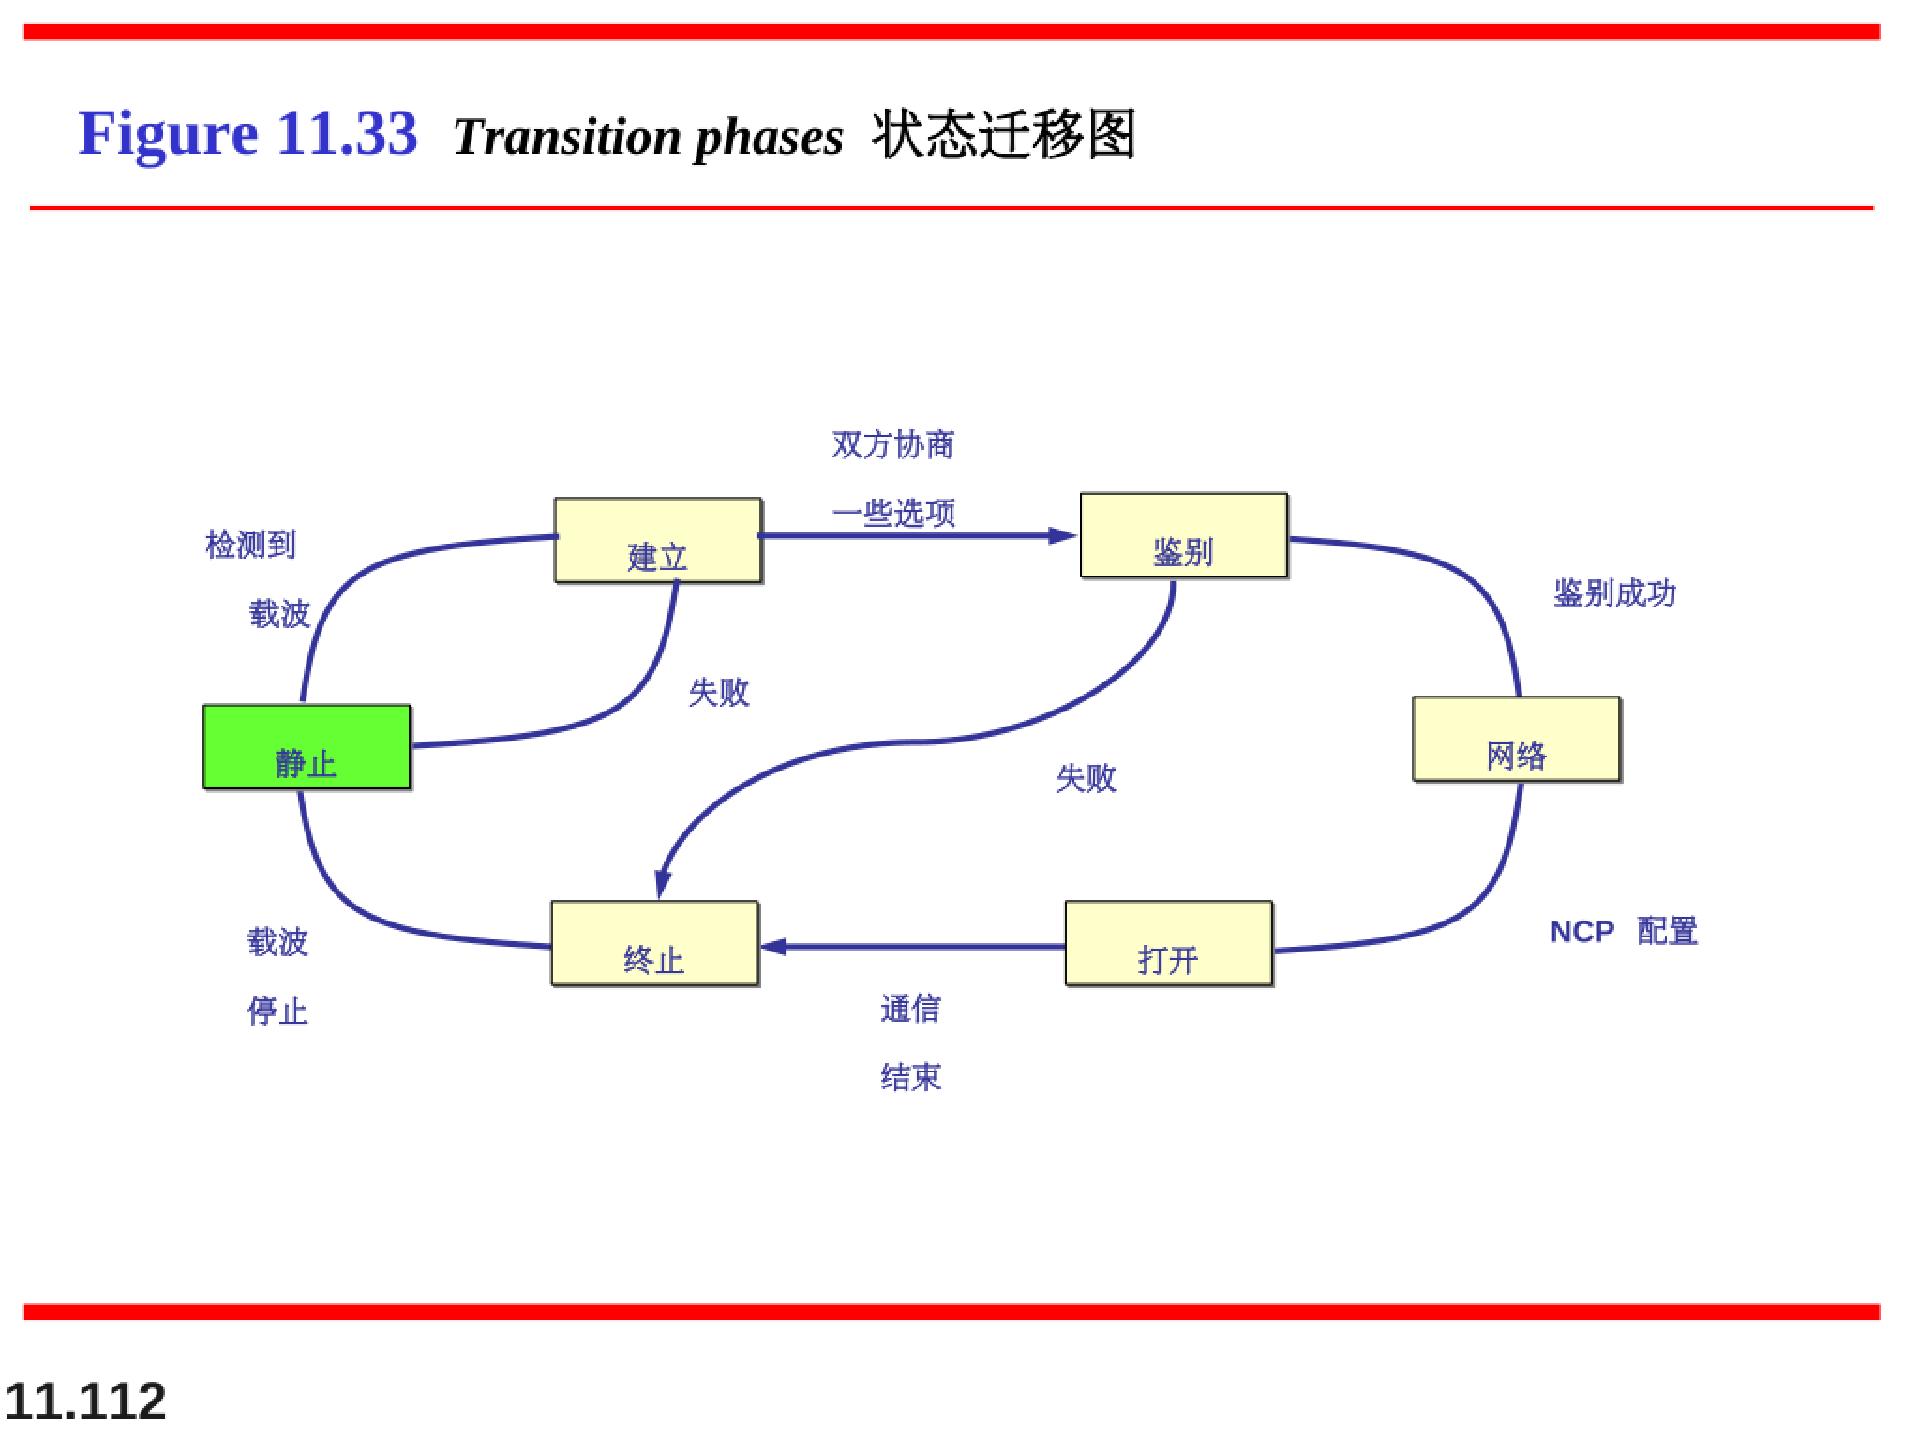 Figure 11.33 Transition phases 状态迁移图
双方协商
一些选项
检测到
载波
建立
鉴别
鉴别成功
失败
静止
网络
失败
载波
停止
终止
打开
NCP 配置
通信
结束
11.112